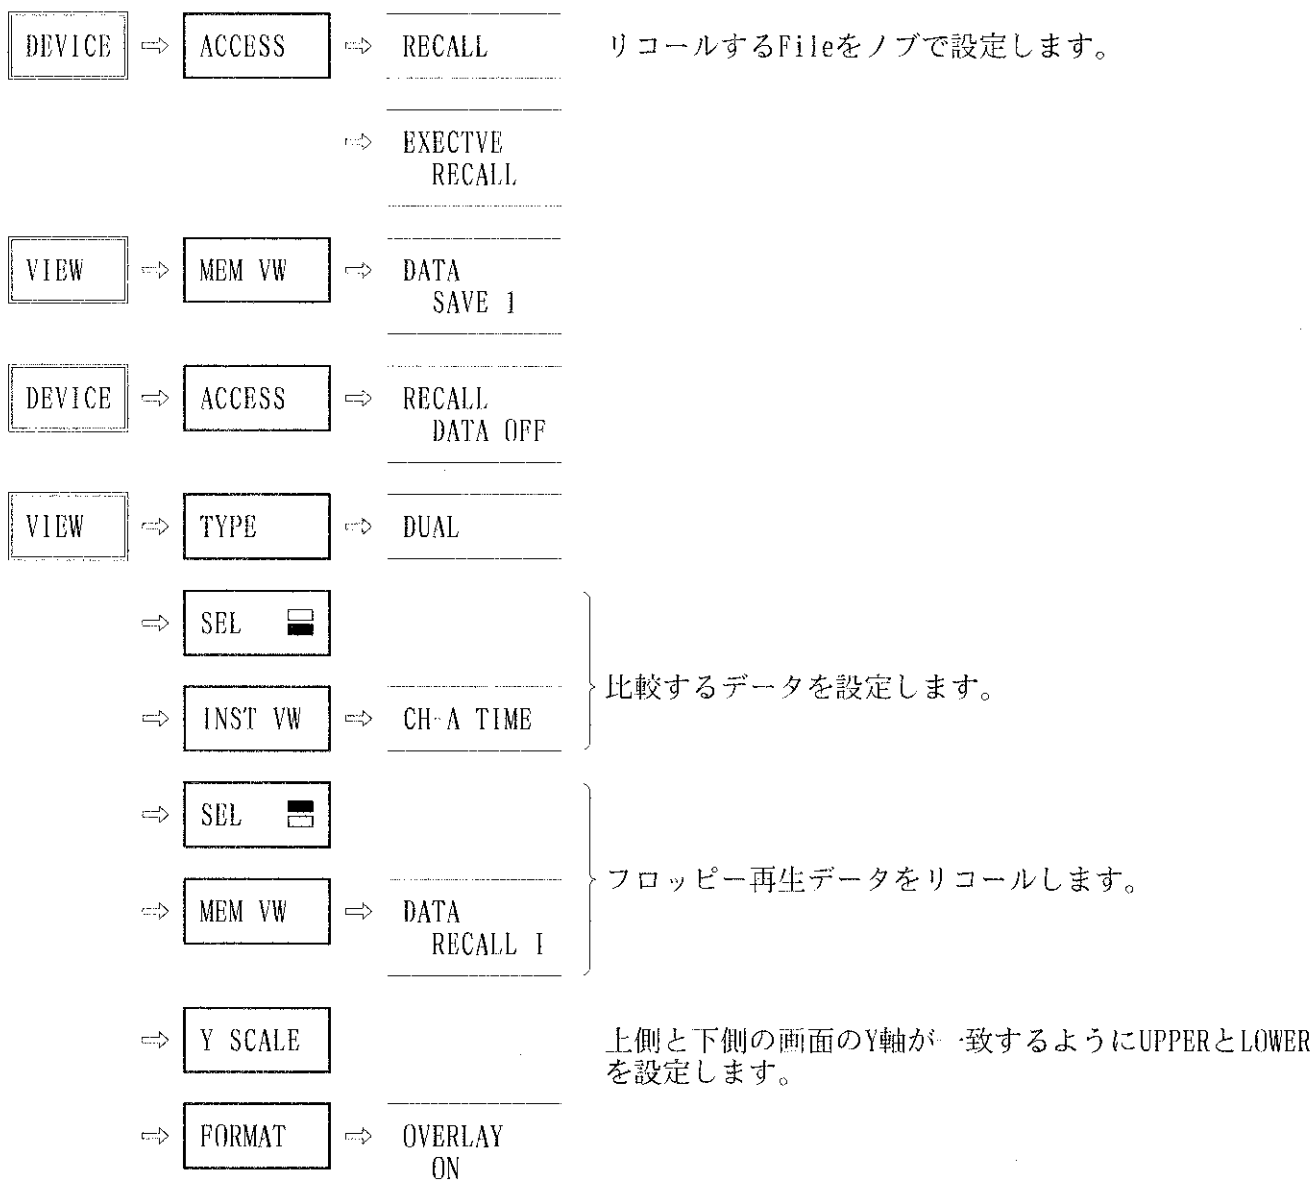 DEVICE ⇨ ACCESS ⇨ RECALL リコールするFileをノブで設定します。
⇨ EXECTVE
RECALL
VIEW ⇨ MEM VW ⇨ DATA
SAVE 1
DEVICE ⇨ ACCESS ⇨ RECALL
DATA OFF
VIEW ⇨ TYPE ⇨ DUAL
⇨ SEL
比較するデータを設定します。
⇨ INST VW ⇨ CH-A TIME
⇨ SEL
フロッピー再生データをリコールします。
⇨ MEM VW ⇨ DATA
RECALL 1
⇨ Y SCALE 上側と下側の画面のY軸が一致するようにUPPERとLOWER
を設定します。
⇨ FORMAT ⇨ OVERLAY
ON